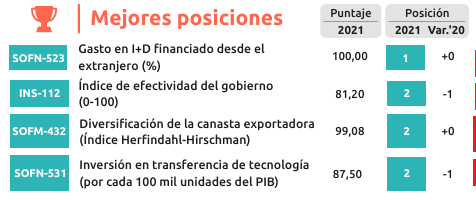 Mejores posiciones
Puntaje Posición
2021 2021 Var.'20
SOFN-523 Gasto en I+D financiado desde el extranjero (%) 100,00 1 +0
INS-112 Índice de efectividad del gobierno (0-100) 81,20 2 -1
SOFM-432 Diversificación de la canasta exportadora (Índice Herfindahl-Hirschman) 99,08 2 +0
SOFN-531 Inversión en transferencia de tecnología (por cada 100 mil unidades del PIB) 87,50 2 -1